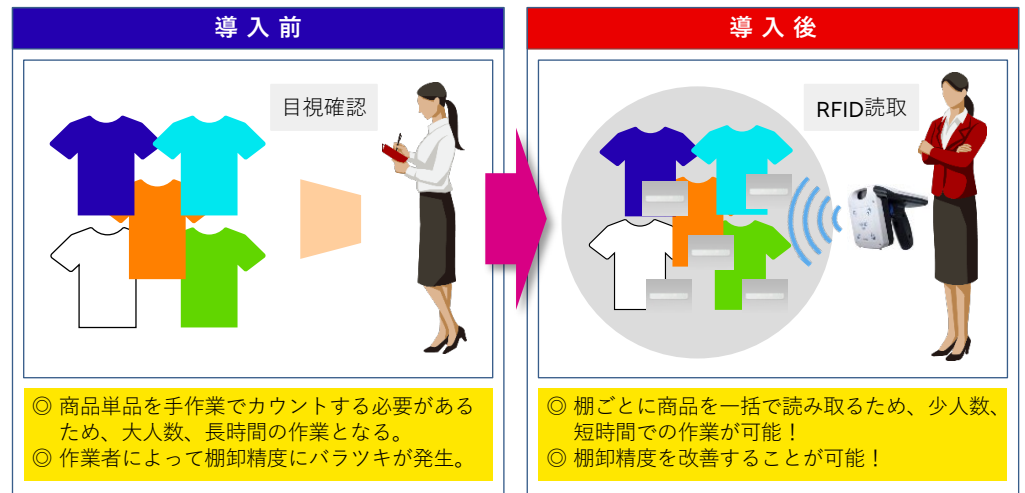 導入前
目視確認
◎ 商品単品を手作業でカウントする必要がある
ため、大人数、長時間の作業となる。
◎ 作業者によって棚卸精度にバラツキが発生。
導入後
RFID読取
◎ 棚ごとに商品を一括で読み取るため、少人数、
短時間での作業が可能！
◎ 棚卸精度を改善することが可能！